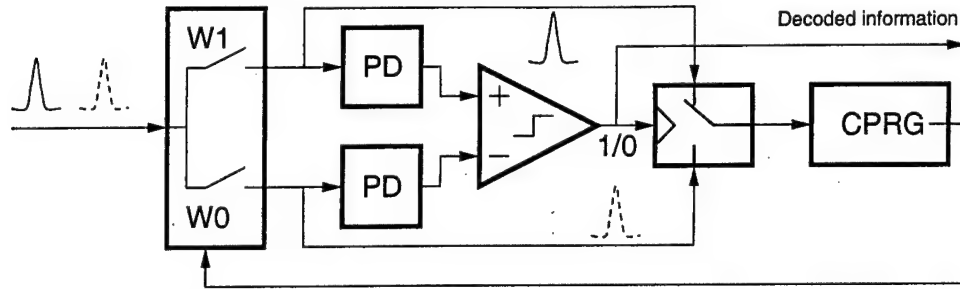 Decoded information
W1
PD
+
CPRG
1/0
−
PD
W0